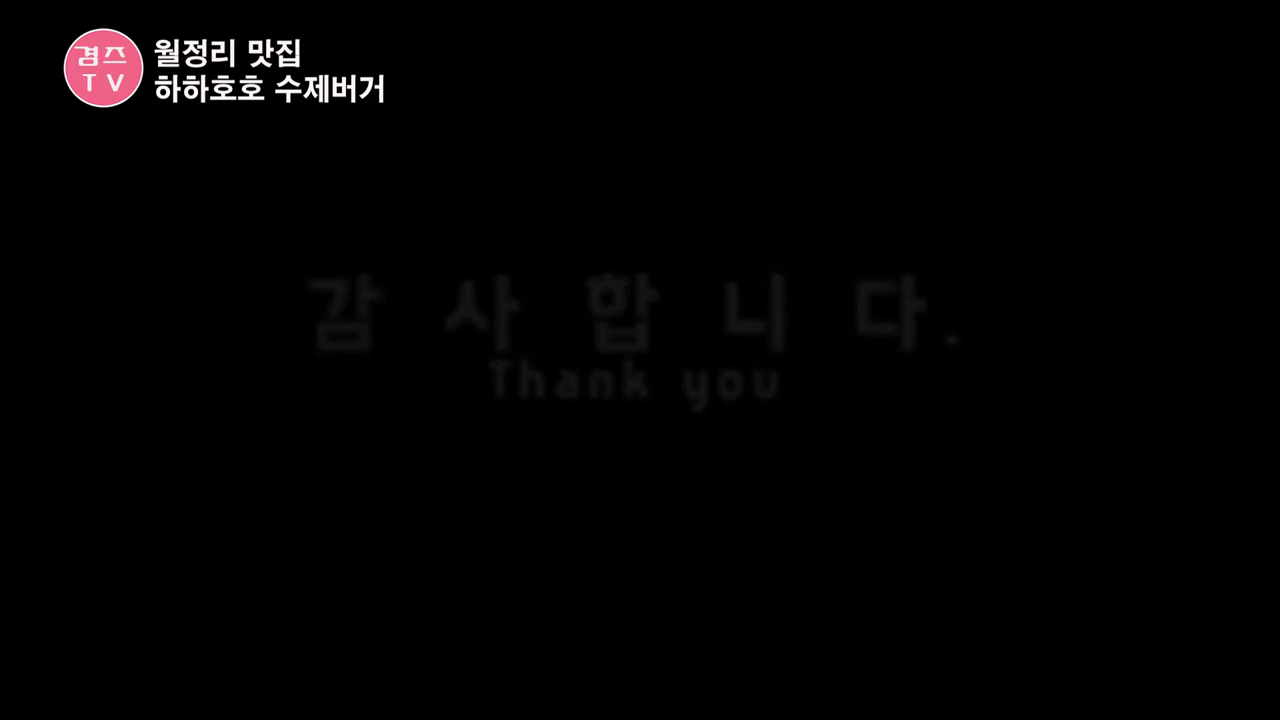 겸즈
TV
월정리 맛집
하하호호 수제버거
감 사 합 니 다.
Thank you